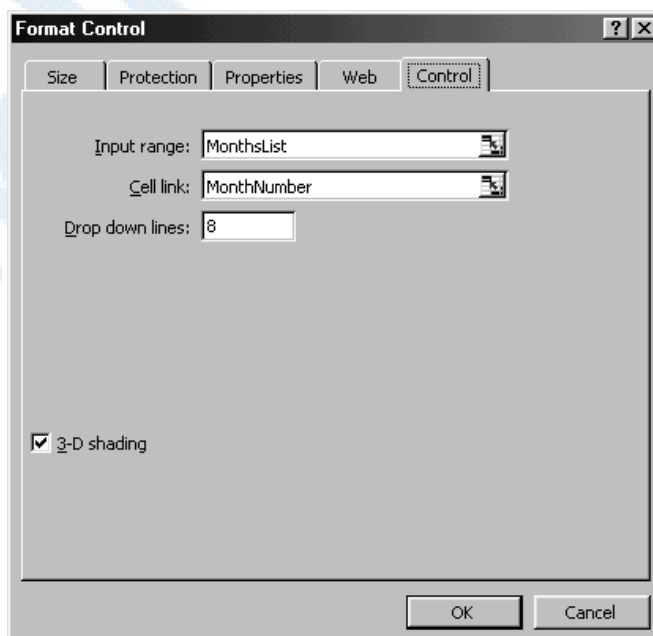 Format Control
Size Protection Properties Web Control
Input range: MonthsList
Cell link: MonthNumber
Drop down lines: 8
3-D shading
OK Cancel